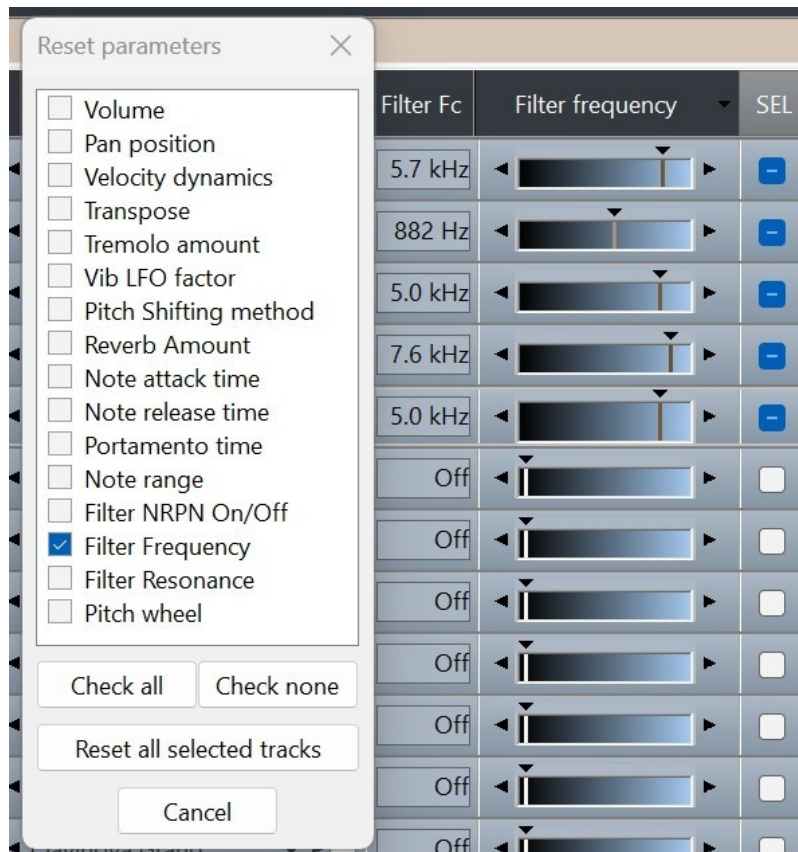 Reset parameters
Volume
Pan position
Velocity dynamics
Transpose
Tremolo amount
Vib LFO factor
Pitch Shifting method
Reverb Amount
Note attack time
Note release time
Portamento time
Note range
Filter NRPN On/Off
Filter Frequency
Filter Resonance
Pitch wheel
Check all
Check none
Reset all selected tracks
Cancel
Filter Fc
Filter frequency
SEL
5.7 kHz
882 Hz
5.0 kHz
7.6 kHz
5.0 kHz
Off
Off
Off
Off
Off
Off
Off